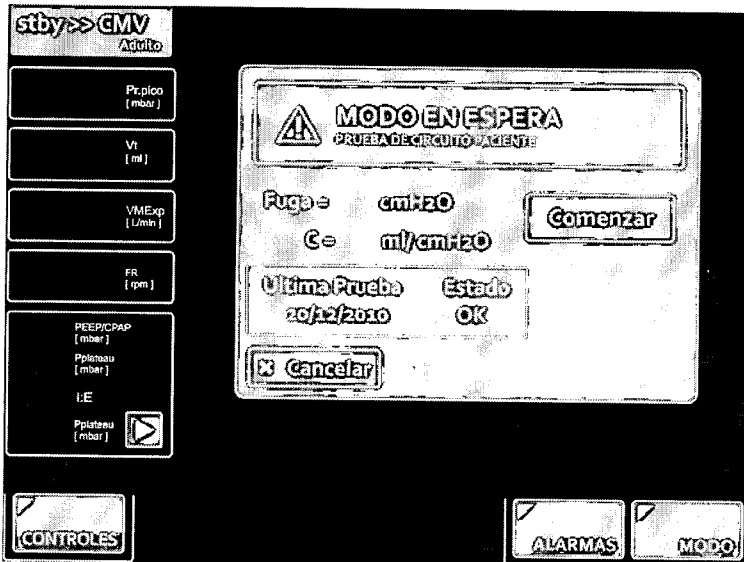 stby >> CMV
Adulto
Pr.pico
[ mbar ]
Vt
[ ml ]
VMExp
[ L/min ]
FR
[ rpm ]
PEEP/CPAP
[ mbar ]
Pplateau
[ mbar ]
I:E
Pplateau
[ mbar ]
MODO EN ESPERA
PRUEBA DE CIRCUITO PACIENTE
Fuga = cmH2O
C = ml/cmH2O
Comenzar
Ultima Prueba Estado
20/12/2010 OK
Cancelar
CONTROLES
ALARMAS
MODO